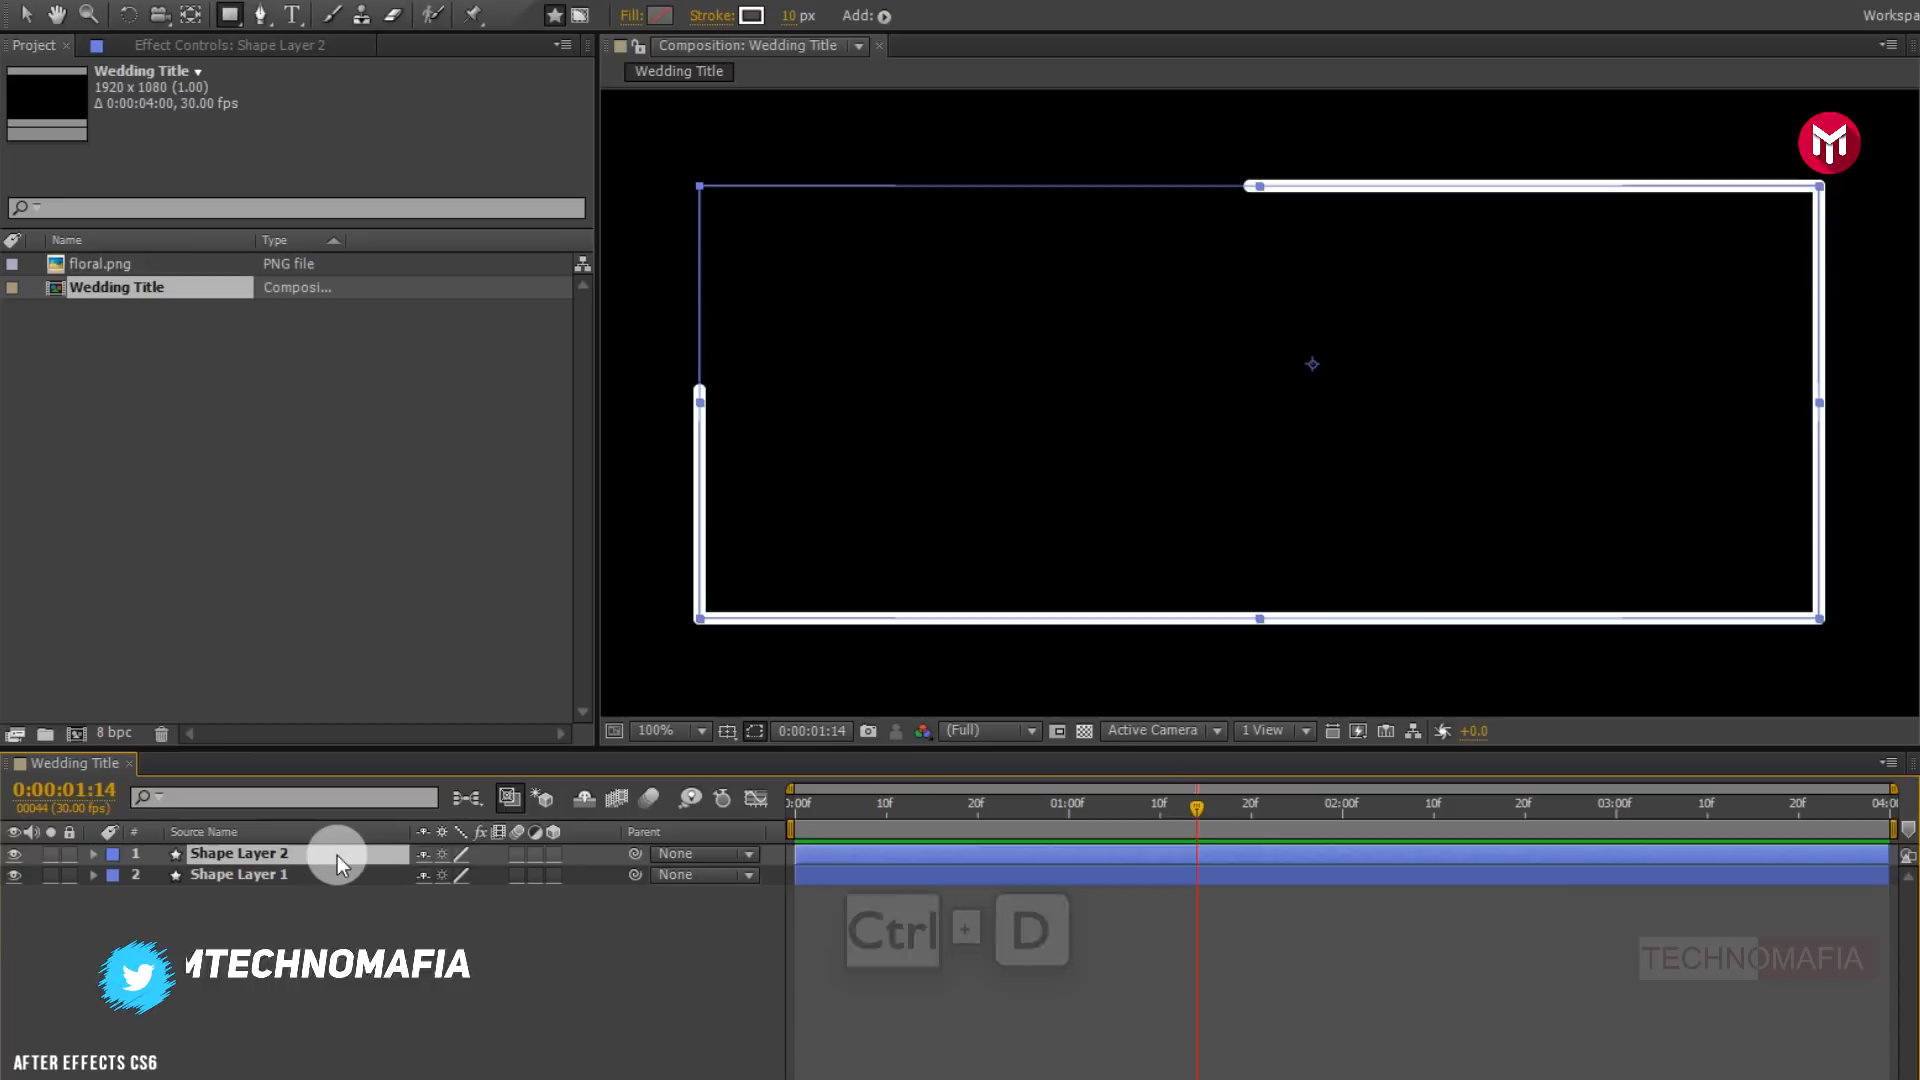 Fill: Stroke: 10 px Add: Workspa
Project Effect Controls: Shape Layer 2 Composition: Wedding Title
Wedding Title
1920 x 1080 (1.00)
Δ 0:00:04:00, 30.00 fps
Wedding Title
Name Type
floral.png PNG file
Wedding Title Composi...
8 bpc
100% 0:00:01:14 (Full) Active Camera 1 View +0.0
Wedding Title
0:00:01:14
00044 (30.00 fps)
0:00f 10f 20f 01:00f 10f 20f 02:00f 10f 20f 03:00f 10f 20f 04:0
# Source Name fx Parent
1 Shape Layer 2 None
2 Shape Layer 1 None
Ctrl + D
MTECHNOMAFIA
TECHNOMAFIA
AFTER EFFECTS CS6